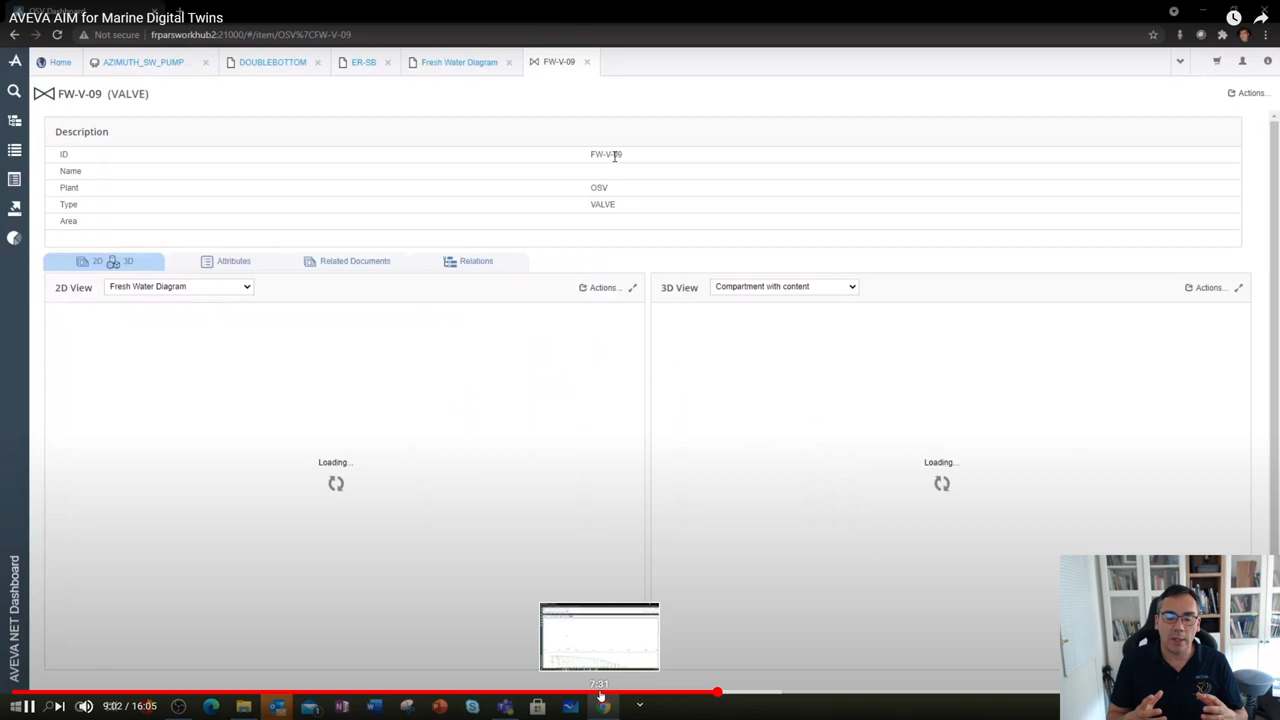 AVEVA AIM for Marine Digital Twins
Not secure frparsworkhub2:21000/#/item/OSV%7CFW-V-09
Home AZIMUTH_SW_PUMP... DOUBLEBOTTOM ER-SB Fresh Water Diagram FW-V-09
FW-V-09 (VALVE)
Actions...
Description
ID FW-V-09
Name
Plant OSV
Type VALVE
Area
2D 3D Attributes Related Documents Relations
2D View Fresh Water Diagram Actions...
3D View Compartment with content Actions...
Loading...
Loading...
AVEVA NET Dashboard
7:31
9:02 / 16:05